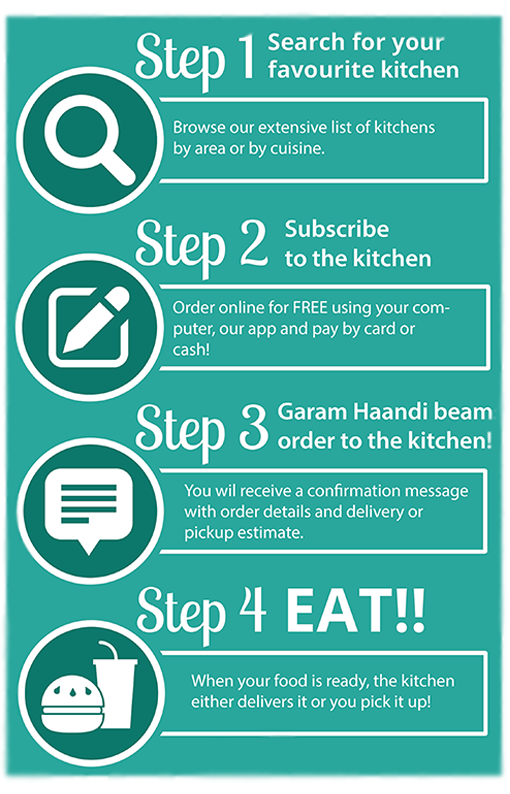 Step 1 Search for your
favourite kitchen
Browse our extensive list of kitchens
by area or by cuisine.
Step 2 Subscribe
to the kitchen
Order online for FREE using your com-
puter, our app and pay by card or
cash!
Step 3 Garam Haandi beam
order to the kitchen!
You wil receive a confirmation message
with order details and delivery or
pickup estimate.
Step 4 EAT!!
When your food is ready, the kitchen
either delivers it or you pick it up!